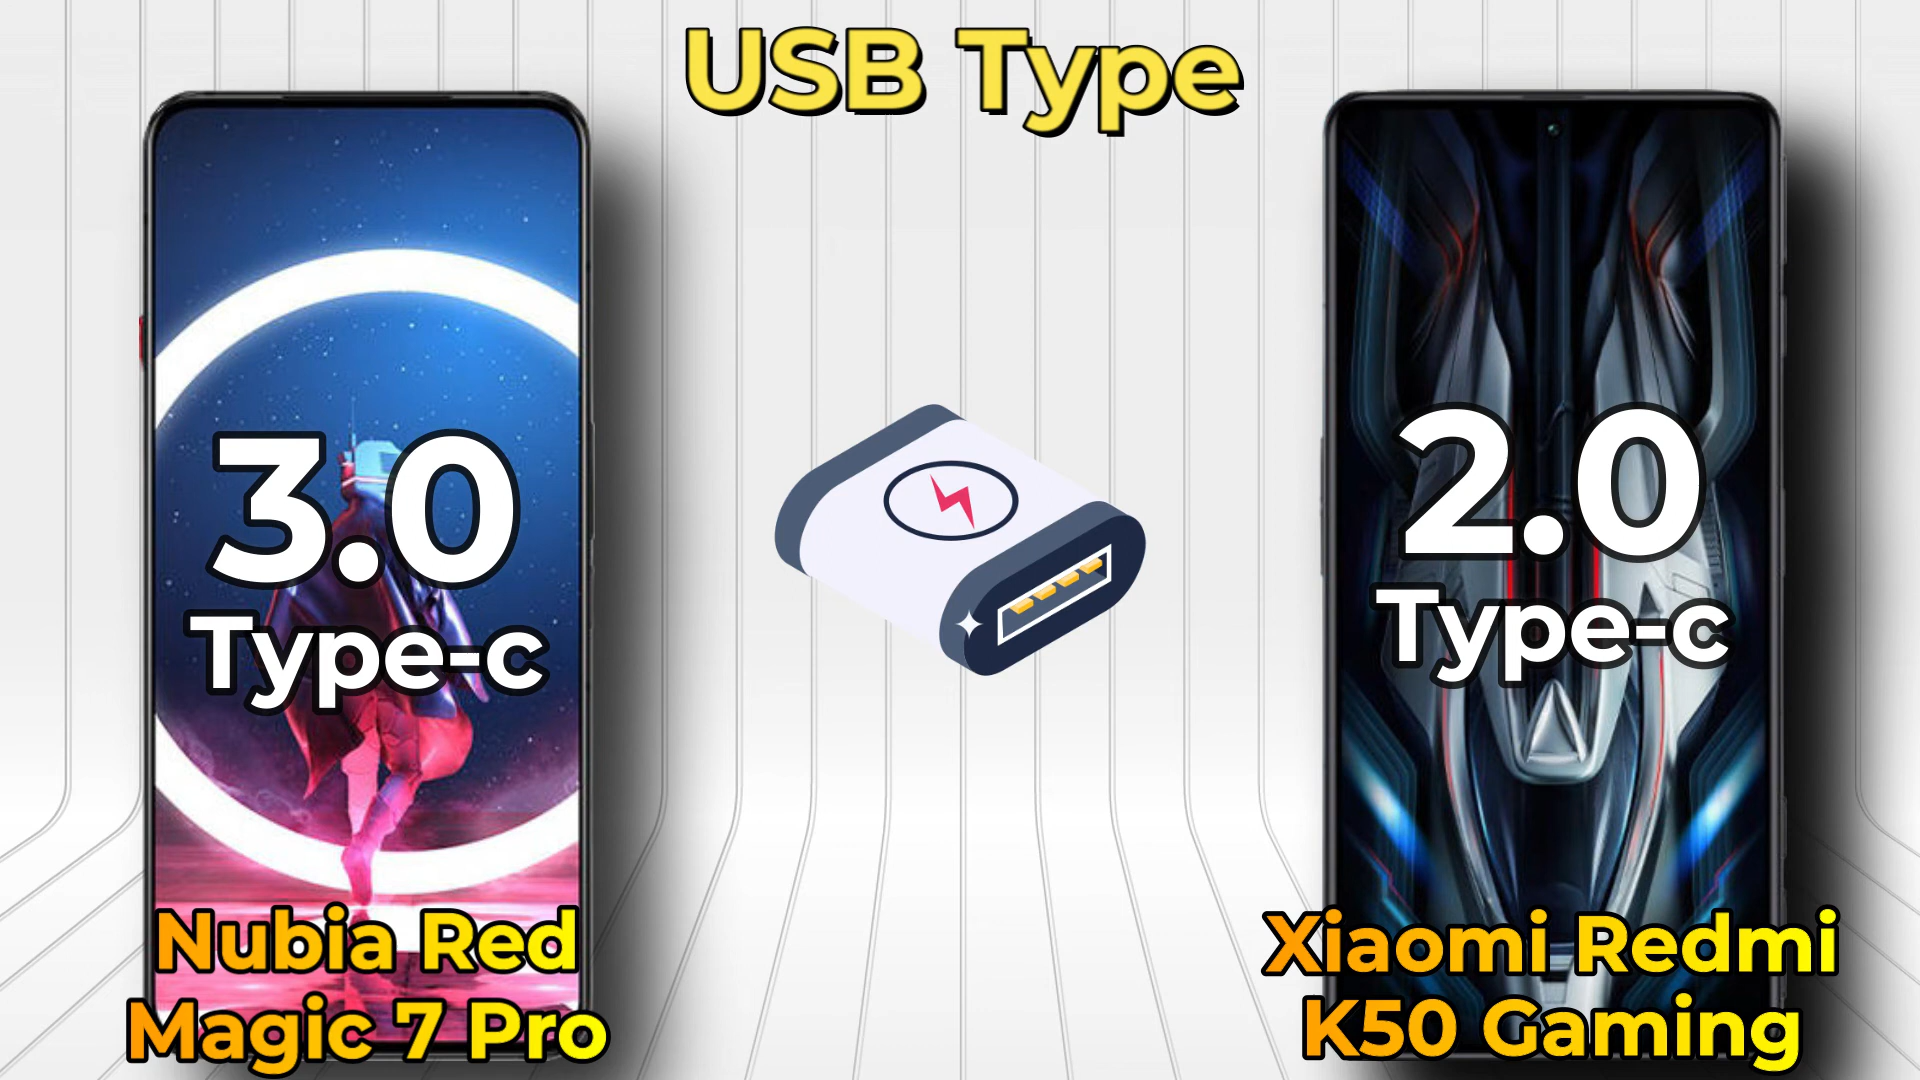 USB Type
3.0
Type-c
2.0
Type-c
Nubia Red
Magic 7 Pro
Xiaomi Redmi
K50 Gaming